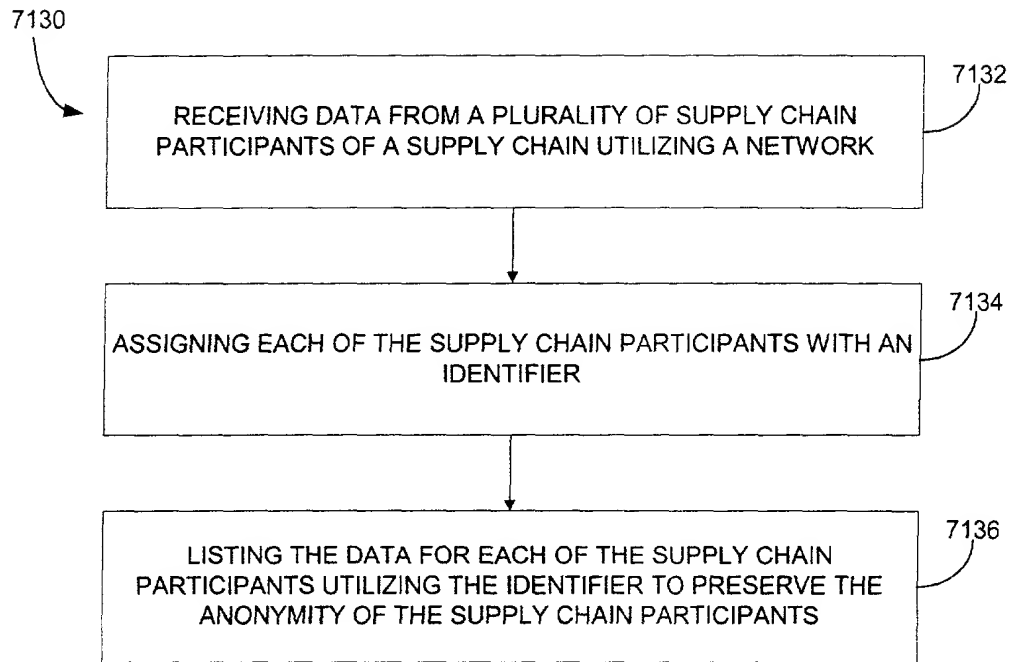 7130
7132
RECEIVING DATA FROM A PLURALITY OF SUPPLY CHAIN
PARTICIPANTS OF A SUPPLY CHAIN UTILIZING A NETWORK
7134
ASSIGNING EACH OF THE SUPPLY CHAIN PARTICIPANTS WITH AN
IDENTIFIER
7136
LISTING THE DATA FOR EACH OF THE SUPPLY CHAIN
PARTICIPANTS UTILIZING THE IDENTIFIER TO PRESERVE THE
ANONYMITY OF THE SUPPLY CHAIN PARTICIPANTS